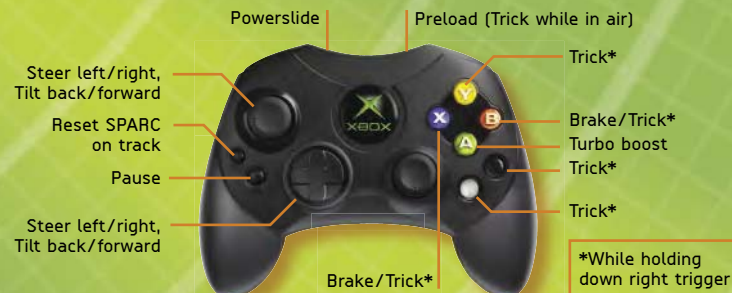 Powerslide
Preload (Trick while in air)
Steer left/right,
Tilt back/forward
Trick*
Y
X
B
XBOX
A
Brake/Trick*
Reset SPARC
on track
Turbo boost
Trick*
Pause
Trick*
Steer left/right,
Tilt back/forward
Brake/Trick*
*While holding
down right trigger